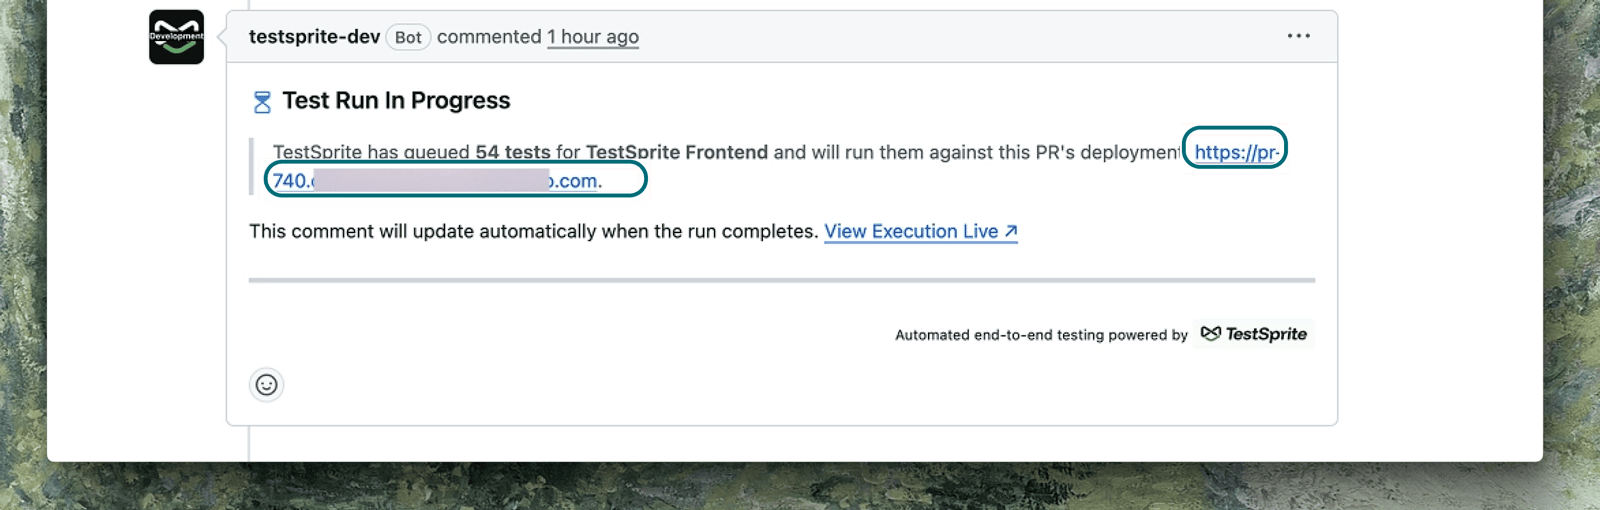 Development
testsprite-dev Bot commented 1 hour ago
Test Run In Progress
TestSprite has queued 54 tests for TestSprite Frontend and will run them against this PR's deployment https://pr-
740. .com.
This comment will update automatically when the run completes. View Execution Live ↗
Automated end-to-end testing powered by TestSprite